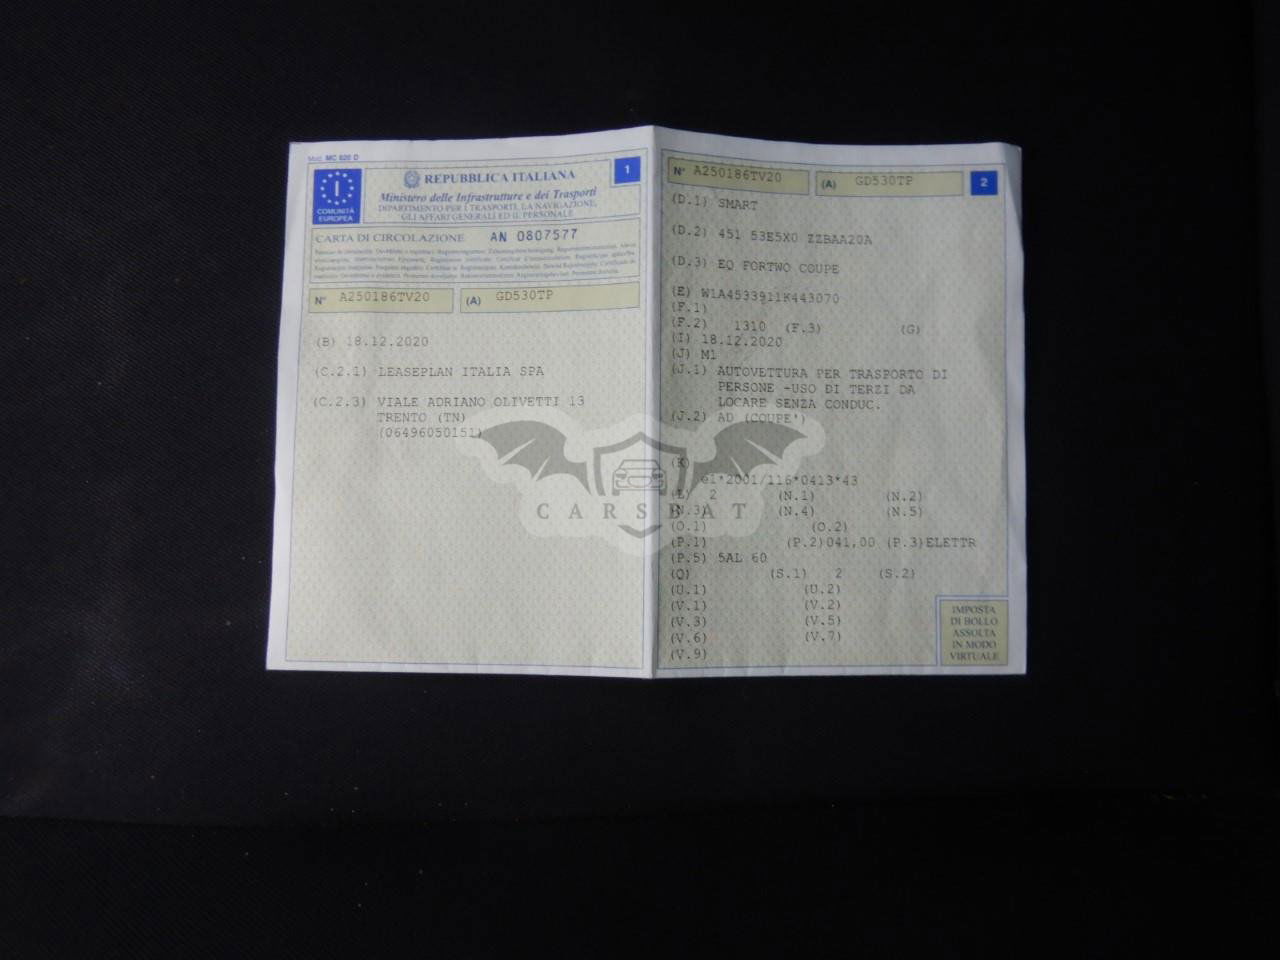 Mod. MC 820 D
REPUBBLICA ITALIANA
1
I
Ministero delle Infrastrutture e dei Trasporti
COMUNITÀ
EUROPEA
DIPARTIMENTO PER I TRASPORTI, LA NAVIGAZIONE,
GLI AFFARI GENERALI ED IL PERSONALE
CARTA DI CIRCOLAZIONE AN 0807577
N° A250186TV20 (A) GD530TP
(B) 18.12.2020
(C.2.1) LEASEPLAN ITALIA SPA
(C.2.3) VIALE ADRIANO OLIVETTI 13
TRENTO (TN)
(06496050151)
N° A250186TV20 (A) GD530TP 2
(D.1) SMART
(D.2) 451 53E5X0 ZZBAA20A
(D.3) EQ FORTWO COUPE
(E) W1A4533911K443070
(F.1)
(F.2) 1310 (F.3) (G)
(I) 18.12.2020
(J) M1
(J.1) AUTOVETTURA PER TRASPORTO DI
PERSONE -USO DI TERZI DA
LOCARE SENZA CONDUC.
(J.2) AD (COUPE')
(K)
e1*2001/116*0413*43
(L) 2 (N.1) (N.2)
(N.3) (N.4) (N.5)
(O.1) (O.2)
(P.1) (P.2)041,00 (P.3)ELETTR
(P.5) 5AL 60
(Q) (S.1) 2 (S.2)
(U.1) (U.2)
(V.1) (V.2)
(V.3) (V.5)
(V.6) (V.7)
(V.9)
IMPOSTA
DI BOLLO
ASSOLTA
IN MODO
VIRTUALE
CARSBAT